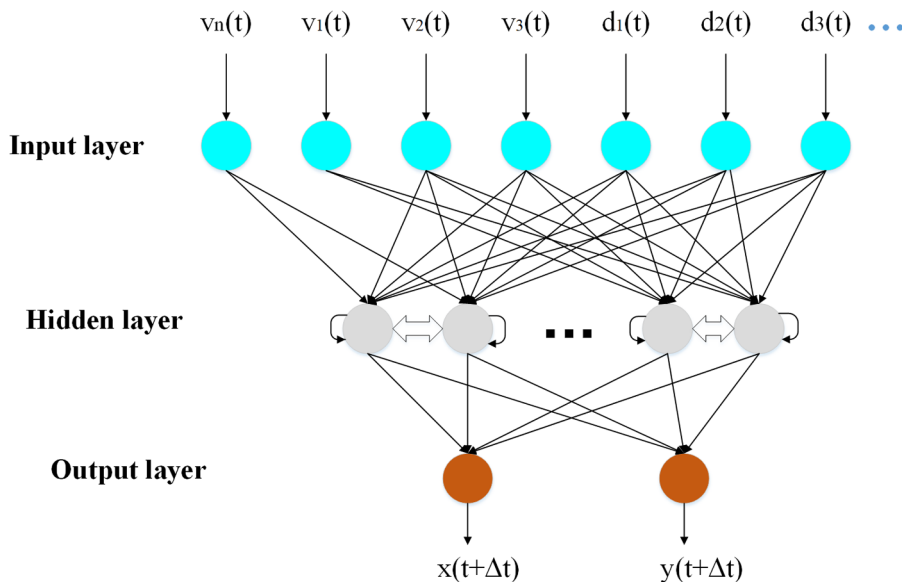 vn(t) v1(t) v2(t) v3(t) d1(t) d2(t) d3(t) •••
Input layer
Hidden layer
Output layer
x(t+Δt) y(t+Δt)